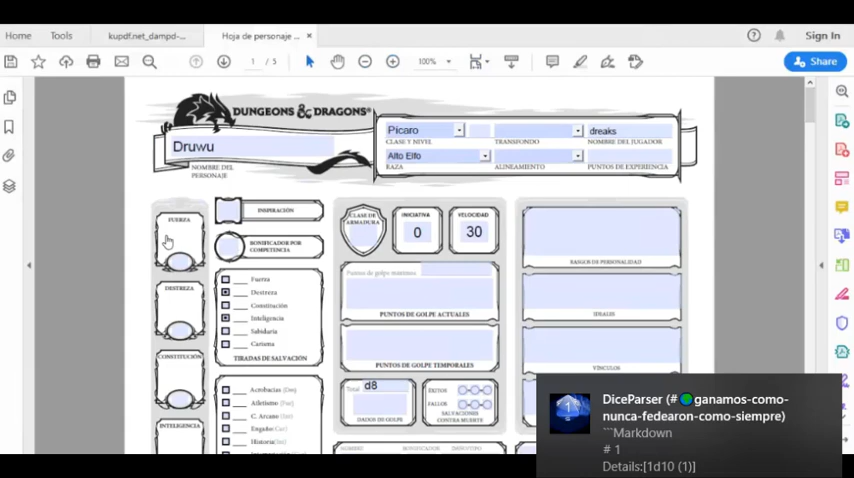 Home Tools kupdf.net_dampd-... Hoja de personaje ... × Sign In
1 / 5 100% Share
DUNGEONS & DRAGONS®
Druwu
NOMBRE DEL
PERSONAJE
Pícaro dreaks
CLASE Y NIVEL TRANSFONDO NOMBRE DEL JUGADOR
Alto Elfo
RAZA ALINEAMIENTO PUNTOS DE EXPERIENCIA
FUERZA
INSPIRACIÓN
BONIFICADOR POR
COMPETENCIA
CLASE DE
ARMADURA
INICIATIVA
0
VELOCIDAD
30
RASGOS DE PERSONALIDAD
DESTREZA
Fuerza
Destreza
Constitución
Inteligencia
Sabiduría
Carisma
TIRADAS DE SALVACIÓN
Puntos de golpe máximos
PUNTOS DE GOLPE ACTUALES
IDEALES
CONSTITUCIÓN
PUNTOS DE GOLPE TEMPORALES
VÍNCULOS
Total d8
DADOS DE GOLPE
ÉXITOS
FALLOS
SALVACIONES
CONTRA MUERTE
INTELIGENCIA
Acrobacias (Des)
Atletismo (Fue)
C. Arcano (Int)
Engaño (Car)
Historia (Int)
DiceParser (# ganamos-como-
nunca-fedearon-como-siempre)
```Markdown
# 1
Details:[1d10 (1)]